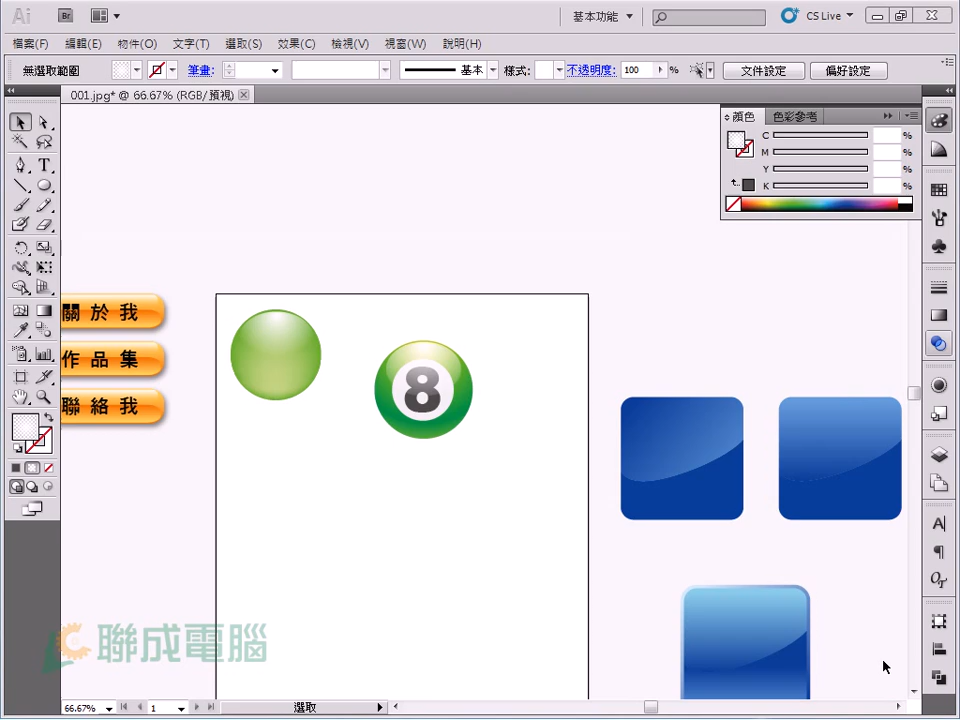 Ai Br 基本功能 CS Live
檔案(F) 編輯(E) 物件(O) 文字(T) 選取(S) 效果(C) 檢視(V) 視窗(W) 說明(H)
無選取範圍 筆畫: 基本 樣式: 不透明度: 100 % 文件設定 偏好設定
001.jpg* @ 66.67% (RGB/預視)
顏色 色彩參考
C %
M %
Y %
K %
關於我
作品集
聯絡我
8
聯成電腦
66.67% 1 選取